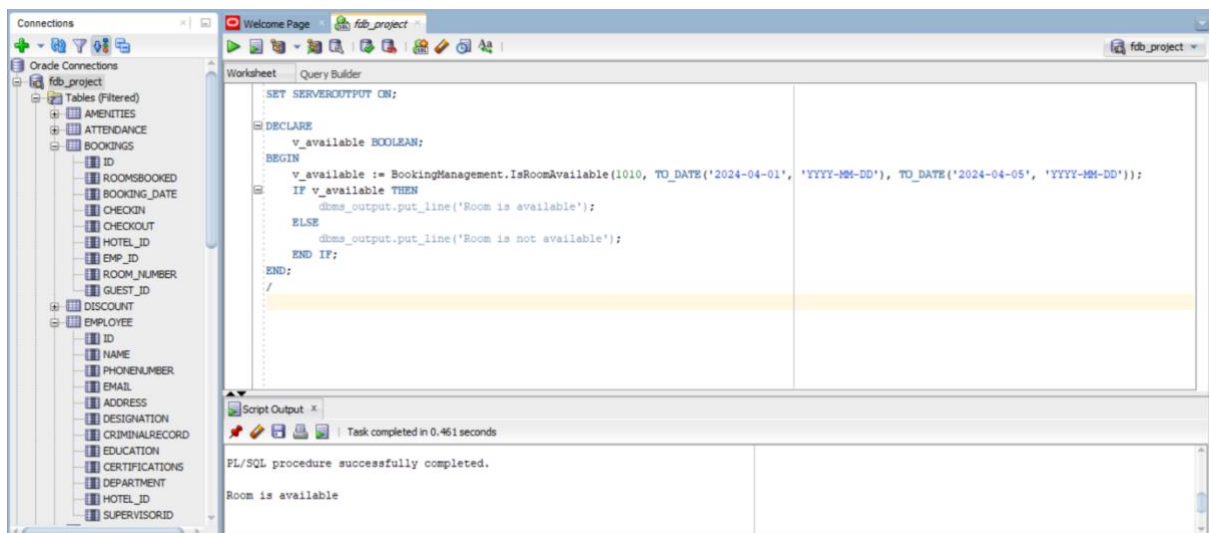 Connections
Oracle Connections
fdb_project
Tables (Filtered)
AMENITIES
ATTENDANCE
BOOKINGS
ID
ROOMSBOOKED
BOOKING_DATE
CHECKIN
CHECKOUT
HOTEL_ID
EMP_ID
ROOM_NUMBER
GUEST_ID
DISCOUNT
EMPLOYEE
ID
NAME
PHONENUMBER
EMAIL
ADDRESS
DESIGNATION
CRIMINALRECORD
EDUCATION
CERTIFICATIONS
DEPARTMENT
HOTEL_ID
SUPERVISORID
Welcome Page fdb_project
fdb_project
Worksheet Query Builder
SET SERVEROUTPUT ON;
DECLARE
v_available BOOLEAN;
BEGIN
v_available := BookingManagement.IsRoomAvailable(1010, TO_DATE('2024-04-01', 'YYYY-MM-DD'), TO_DATE('2024-04-05', 'YYYY-MM-DD'));
IF v_available THEN
dbms_output.put_line('Room is available');
ELSE
dbms_output.put_line('Room is not available');
END IF;
END;
/
Script Output
Task completed in 0.461 seconds
PL/SQL procedure successfully completed.
Room is available